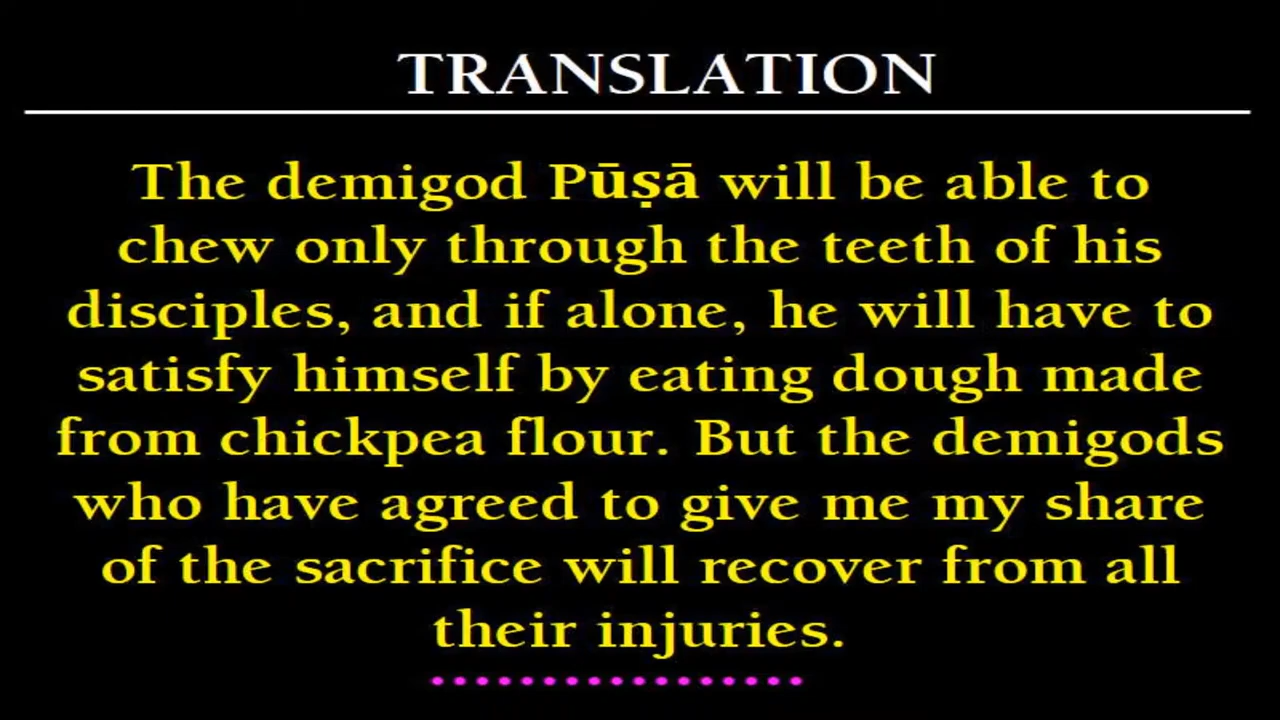 TRANSLATION
The demigod Pūṣā will be able to
chew only through the teeth of his
disciples, and if alone, he will have to
satisfy himself by eating dough made
from chickpea flour. But the demigods
who have agreed to give me my share
of the sacrifice will recover from all
their injuries.